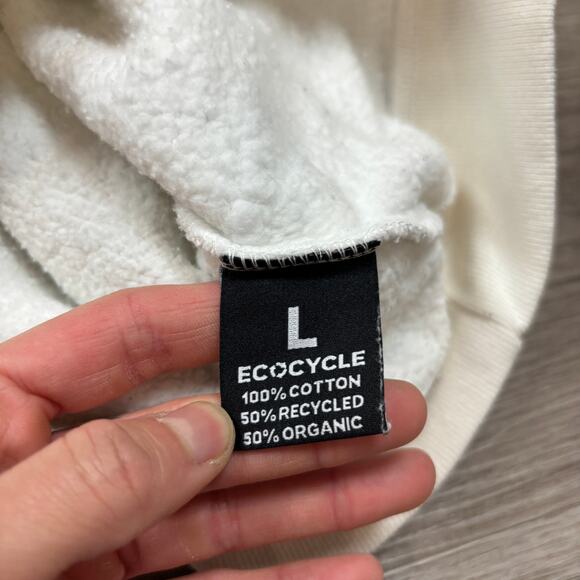 L
ECOCYCLE
100% COTTON
50% RECYCLED
50% ORGANIC